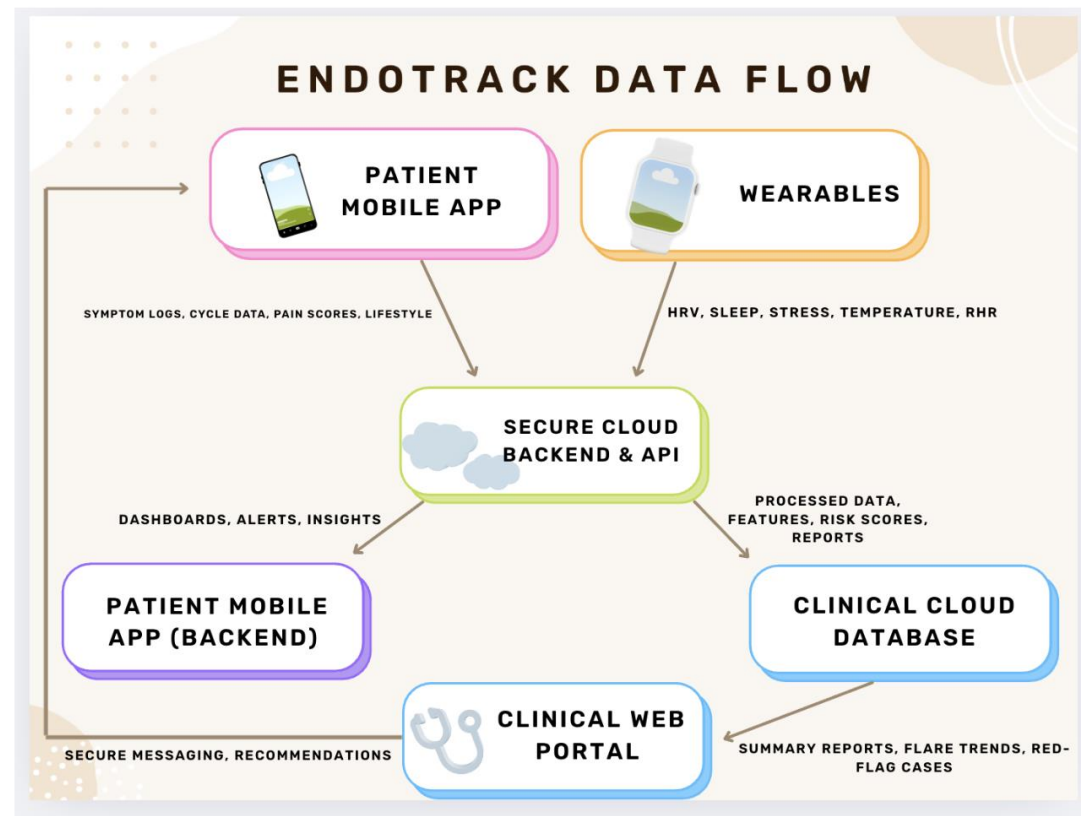 ENDOTRACK DATA FLOW
PATIENT
MOBILE APP
WEARABLES
SYMPTOM LOGS, CYCLE DATA, PAIN SCORES, LIFESTYLE
HRV, SLEEP, STRESS, TEMPERATURE, RHR
SECURE CLOUD
BACKEND & API
DASHBOARDS, ALERTS, INSIGHTS
PROCESSED DATA,
FEATURES, RISK SCORES,
REPORTS
PATIENT MOBILE
APP (BACKEND)
CLINICAL CLOUD
DATABASE
CLINICAL WEB
PORTAL
SECURE MESSAGING, RECOMMENDATIONS
SUMMARY REPORTS, FLARE TRENDS, RED-
FLAG CASES